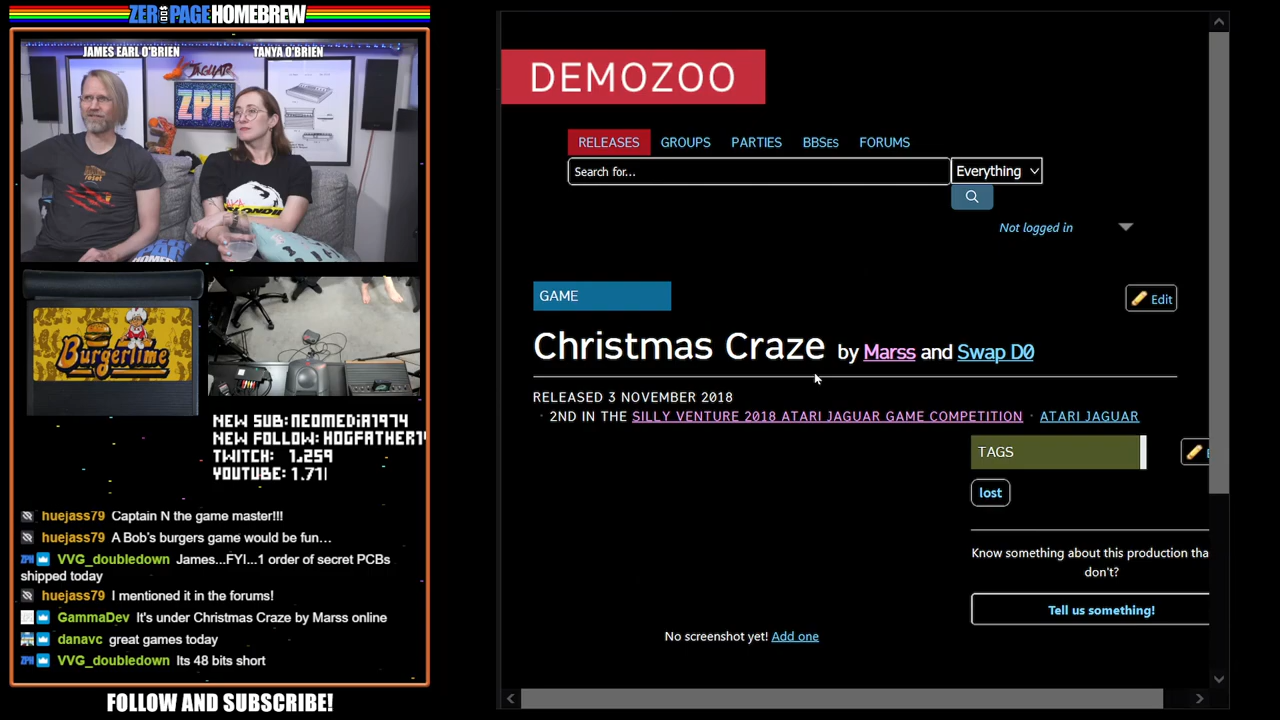 ZEROPAGE HOMEBREW
JAMES EARL O'BRIEN
TANYA O'BRIEN
JAGUAR
ZPH
BurgerTime
NEW SUB: NEOMEDIA1974
NEW FOLLOW: HOGFATHER14
TWITCH: 1,259
YOUTUBE: 1.71
huejass79 Captain N the game master!!!
huejass79 A Bob's burgers game would be fun...
VVG_doubledown James...FYI...1 order of secret PCBs
shipped today
huejass79 I mentioned it in the forums!
GammaDev It's under Christmas Craze by Marss online
danavc great games today
VVG_doubledown Its 48 bits short
FOLLOW AND SUBSCRIBE!
DEMOZOO
RELEASES GROUPS PARTIES BBSes FORUMS
Search for... Everything
Not logged in
GAME
Edit
Christmas Craze by Marss and Swap D0
RELEASED 3 NOVEMBER 2018
· 2ND IN THE SILLY VENTURE 2018 ATARI JAGUAR GAME COMPETITION · ATARI JAGUAR
TAGS
lost
Know something about this production tha
don't?
Tell us something!
No screenshot yet! Add one